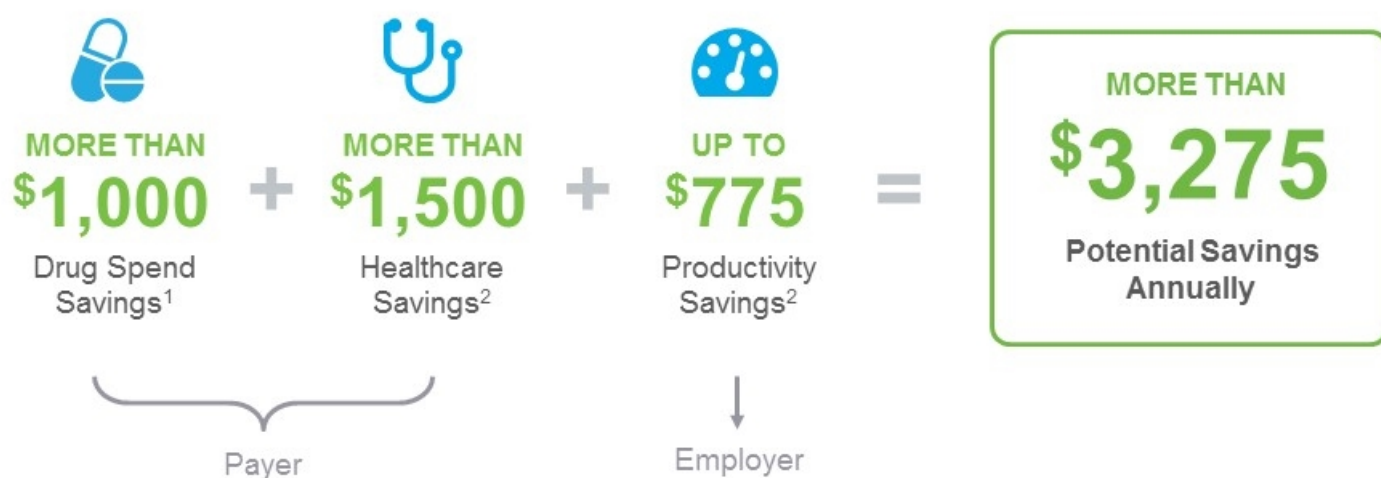 MORE THAN
$1,000
Drug Spend
Savings1
+
MORE THAN
$1,500
Healthcare
Savings2
+
UP TO
$775
Productivity
Savings2
=
MORE THAN
$3,275
Potential Savings
Annually
Payer
Employer